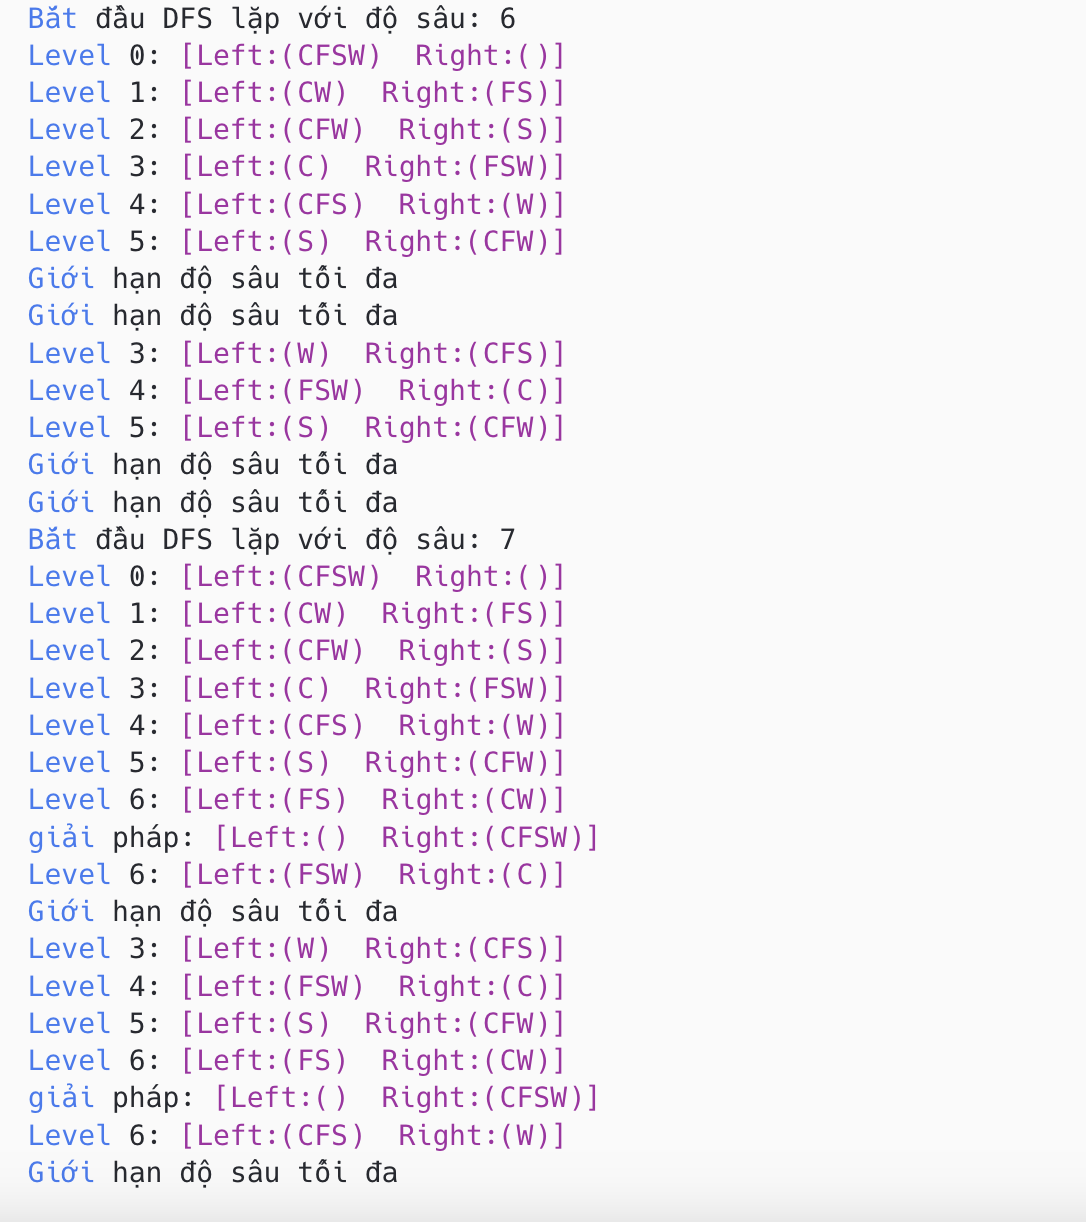 Bắt đầu DFS lặp với độ sâu: 6
Level 0: [Left:(CFSW)  Right:()]
Level 1: [Left:(CW)  Right:(FS)]
Level 2: [Left:(CFW)  Right:(S)]
Level 3: [Left:(C)  Right:(FSW)]
Level 4: [Left:(CFS)  Right:(W)]
Level 5: [Left:(S)  Right:(CFW)]
Giới hạn độ sâu tối đa
Giới hạn độ sâu tối đa
Level 3: [Left:(W)  Right:(CFS)]
Level 4: [Left:(FSW)  Right:(C)]
Level 5: [Left:(S)  Right:(CFW)]
Giới hạn độ sâu tối đa
Giới hạn độ sâu tối đa
Bắt đầu DFS lặp với độ sâu: 7
Level 0: [Left:(CFSW)  Right:()]
Level 1: [Left:(CW)  Right:(FS)]
Level 2: [Left:(CFW)  Right:(S)]
Level 3: [Left:(C)  Right:(FSW)]
Level 4: [Left:(CFS)  Right:(W)]
Level 5: [Left:(S)  Right:(CFW)]
Level 6: [Left:(FS)  Right:(CW)]
giải pháp: [Left:()  Right:(CFSW)]
Level 6: [Left:(FSW)  Right:(C)]
Giới hạn độ sâu tối đa
Level 3: [Left:(W)  Right:(CFS)]
Level 4: [Left:(FSW)  Right:(C)]
Level 5: [Left:(S)  Right:(CFW)]
Level 6: [Left:(FS)  Right:(CW)]
giải pháp: [Left:()  Right:(CFSW)]
Level 6: [Left:(CFS)  Right:(W)]
Giới hạn độ sâu tối đa